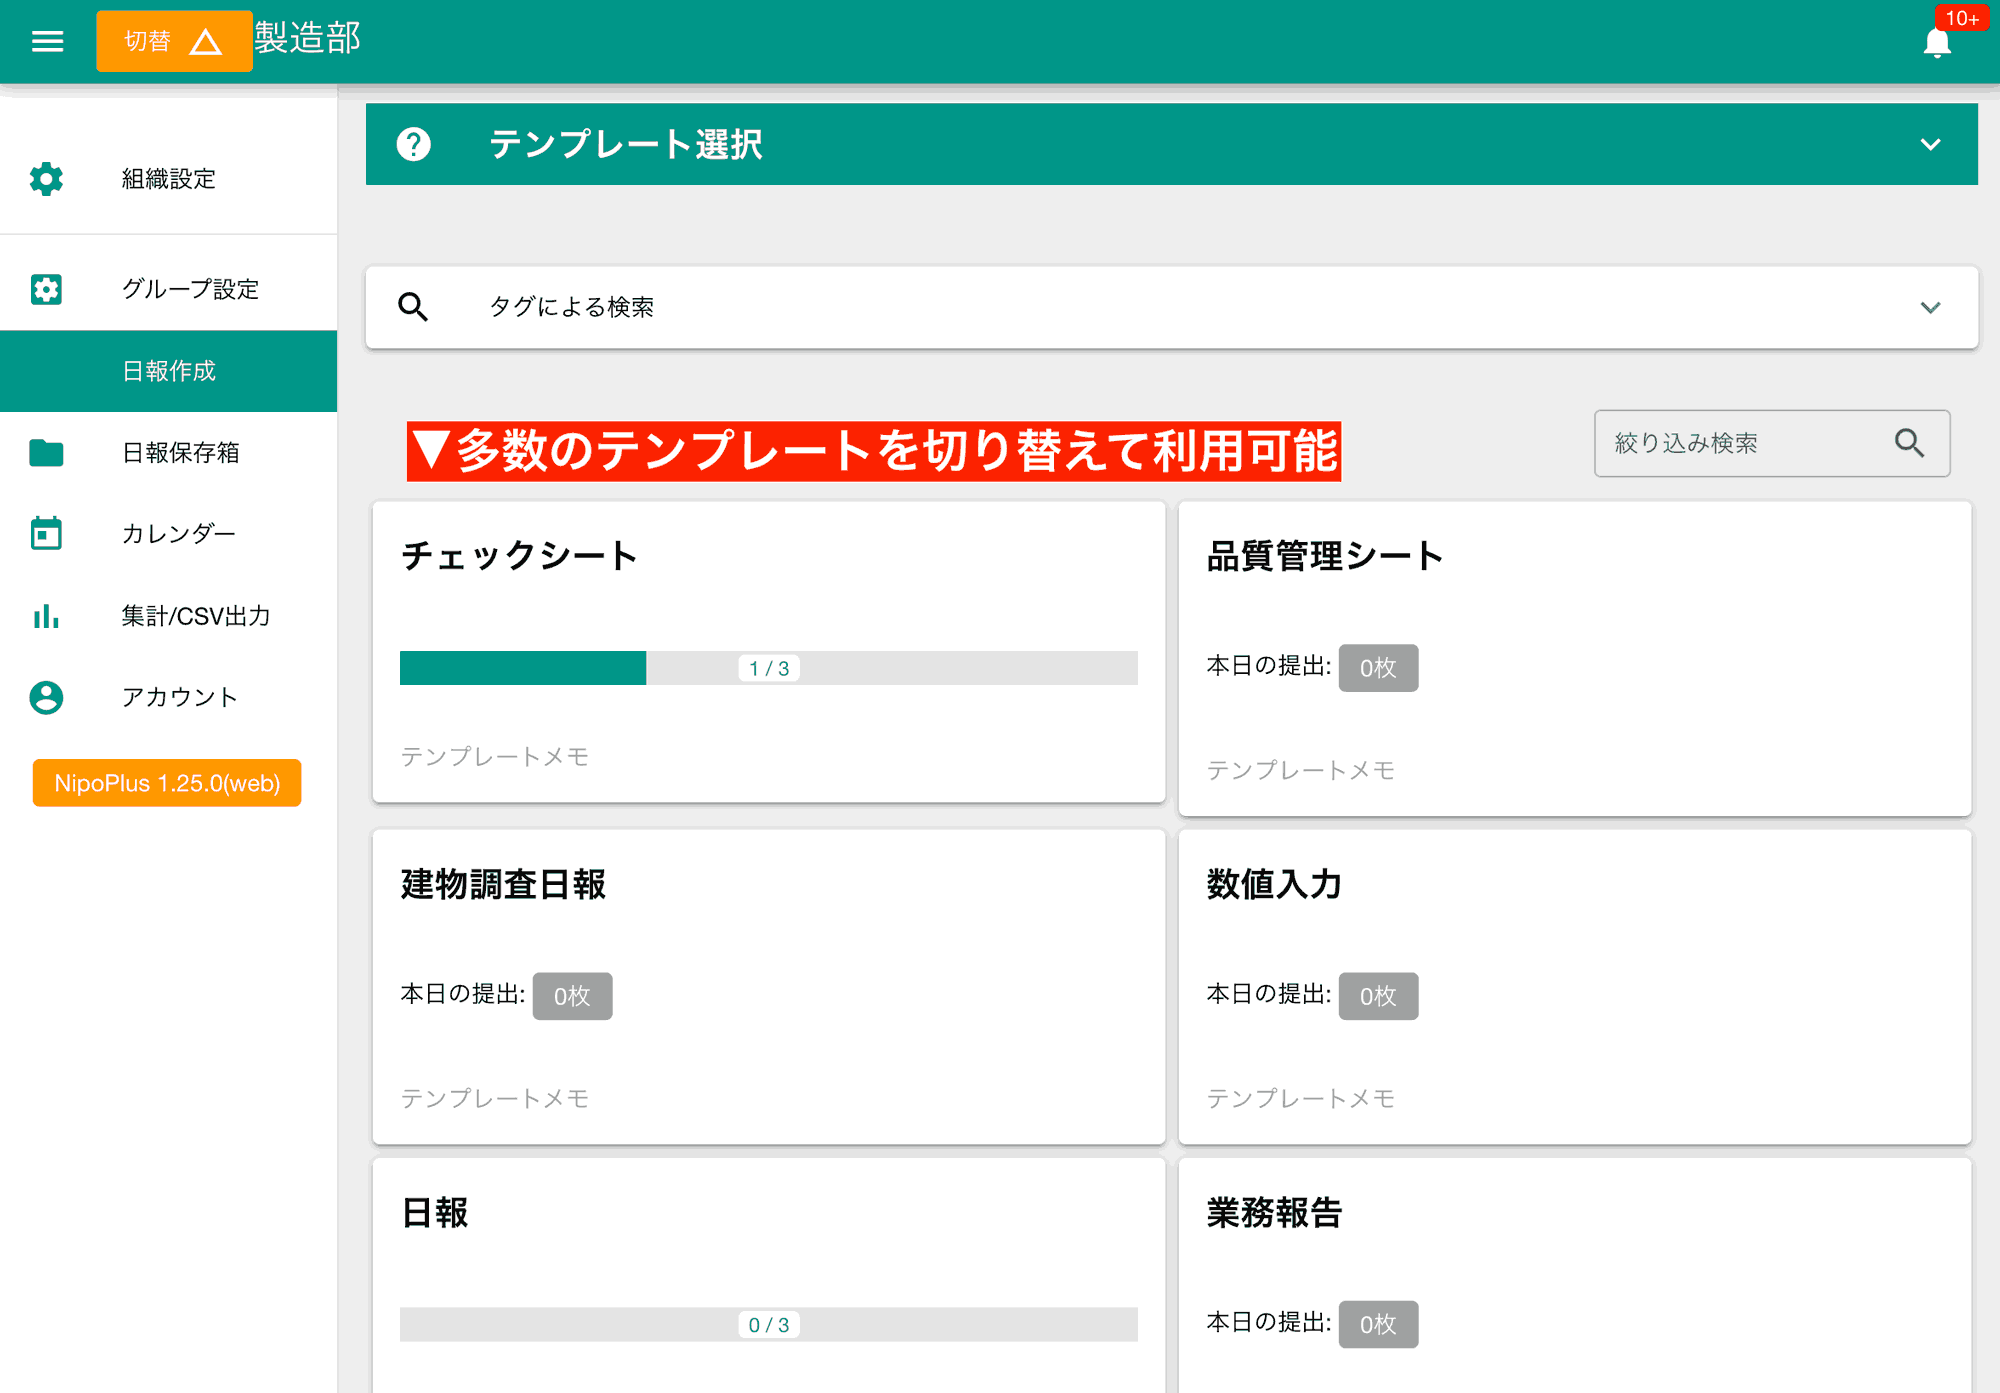 切替 製造部
10+
組織設定
グループ設定
日報作成
日報保存箱
カレンダー
集計/CSV出力
アカウント
NipoPlus 1.25.0(web)
テンプレート選択
タグによる検索
▼多数のテンプレートを切り替えて利用可能
絞り込み検索
チェックシート
1 / 3
テンプレートメモ
品質管理シート
本日の提出: 0枚
テンプレートメモ
建物調査日報
本日の提出: 0枚
テンプレートメモ
数値入力
本日の提出: 0枚
テンプレートメモ
日報
0 / 3
業務報告
本日の提出: 0枚